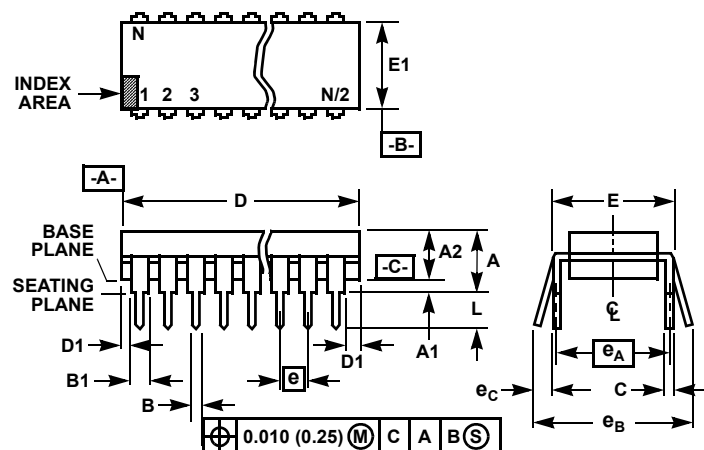 N
E1
INDEX
AREA
1 2 3 N/2
-B-
-A-
D
E
BASE
PLANE
A2
A
-C-
SEATING
PLANE
L
C L
D1
A1
D1
eA
B1
e
eC
C
B
eB
0.010 (0.25) M C A B S